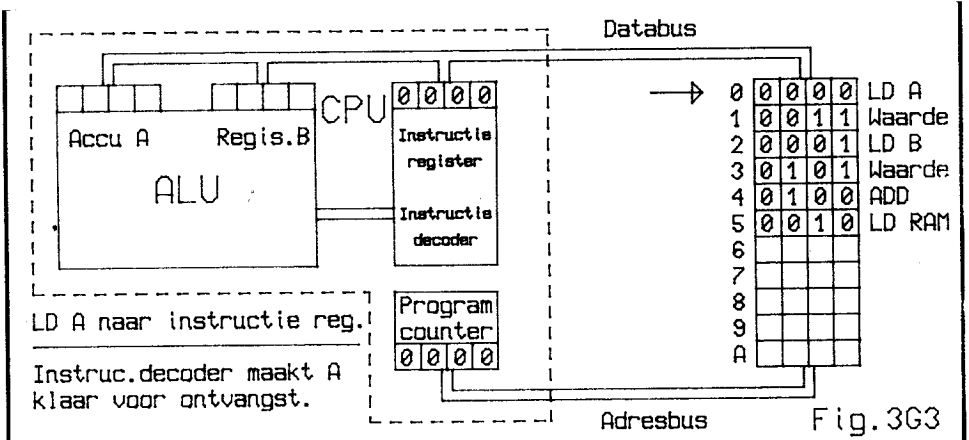 Databus
CPU
0 0 0 0
Accu A
Regis.B
ALU
Instructie
register
Instructie
decoder
0 0 0 0 0 LD A
1 0 0 1 1 Waarde
2 0 0 0 1 LD B
3 0 1 0 1 Waarde
4 0 1 0 0 ADD
5 0 0 1 0 LD RAM
6
7
8
9
A
LD A naar instructie reg.
Instruc.decoder maakt A
klaar voor ontvangst.
Program
counter
0 0 0 0
Adresbus
Fig.3G3